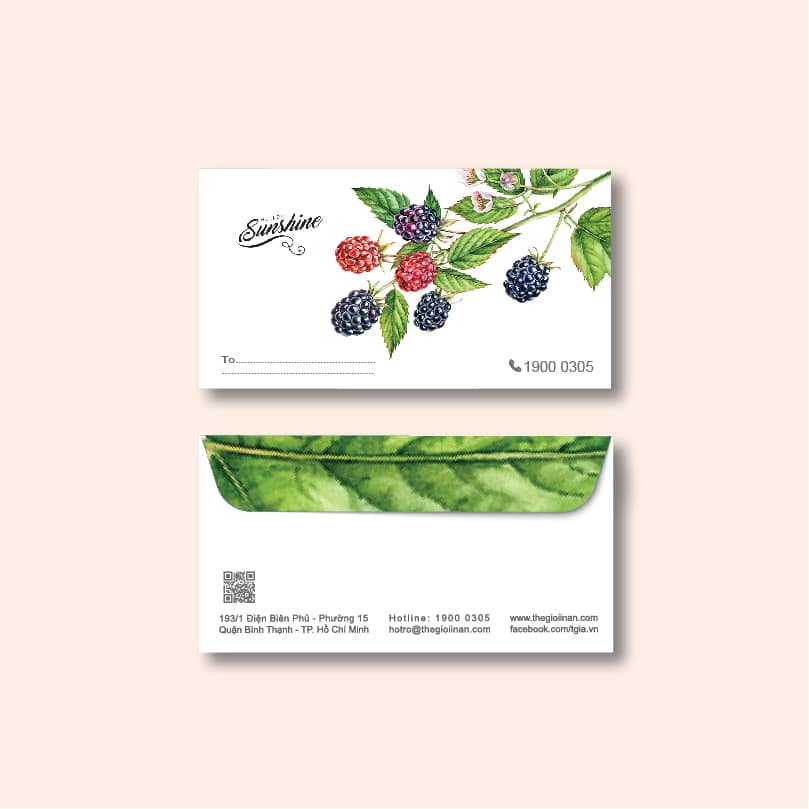 HELLO
Sunshine
To............................................
............................................
1900 0305
193/1 Điện Biên Phủ - Phường 15
Quận Bình Thạnh - TP. Hồ Chí Minh
Hotline: 1900 0305
hotro@thegioiinan.com
www.thegioiinan.com
facebook.com/tgia.vn